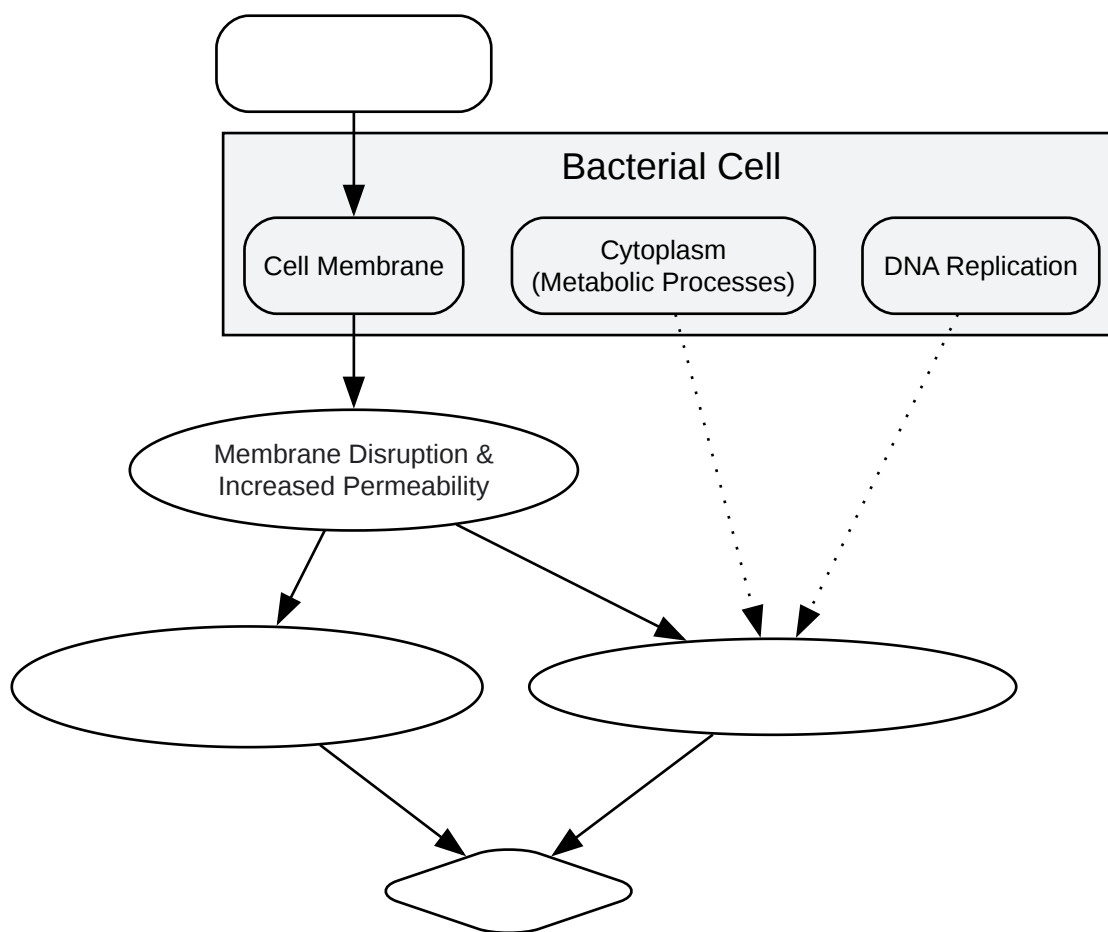 Bacterial Cell
Cell Membrane
Cytoplasm
(Metabolic Processes)
DNA Replication
Membrane Disruption &
Increased Permeability